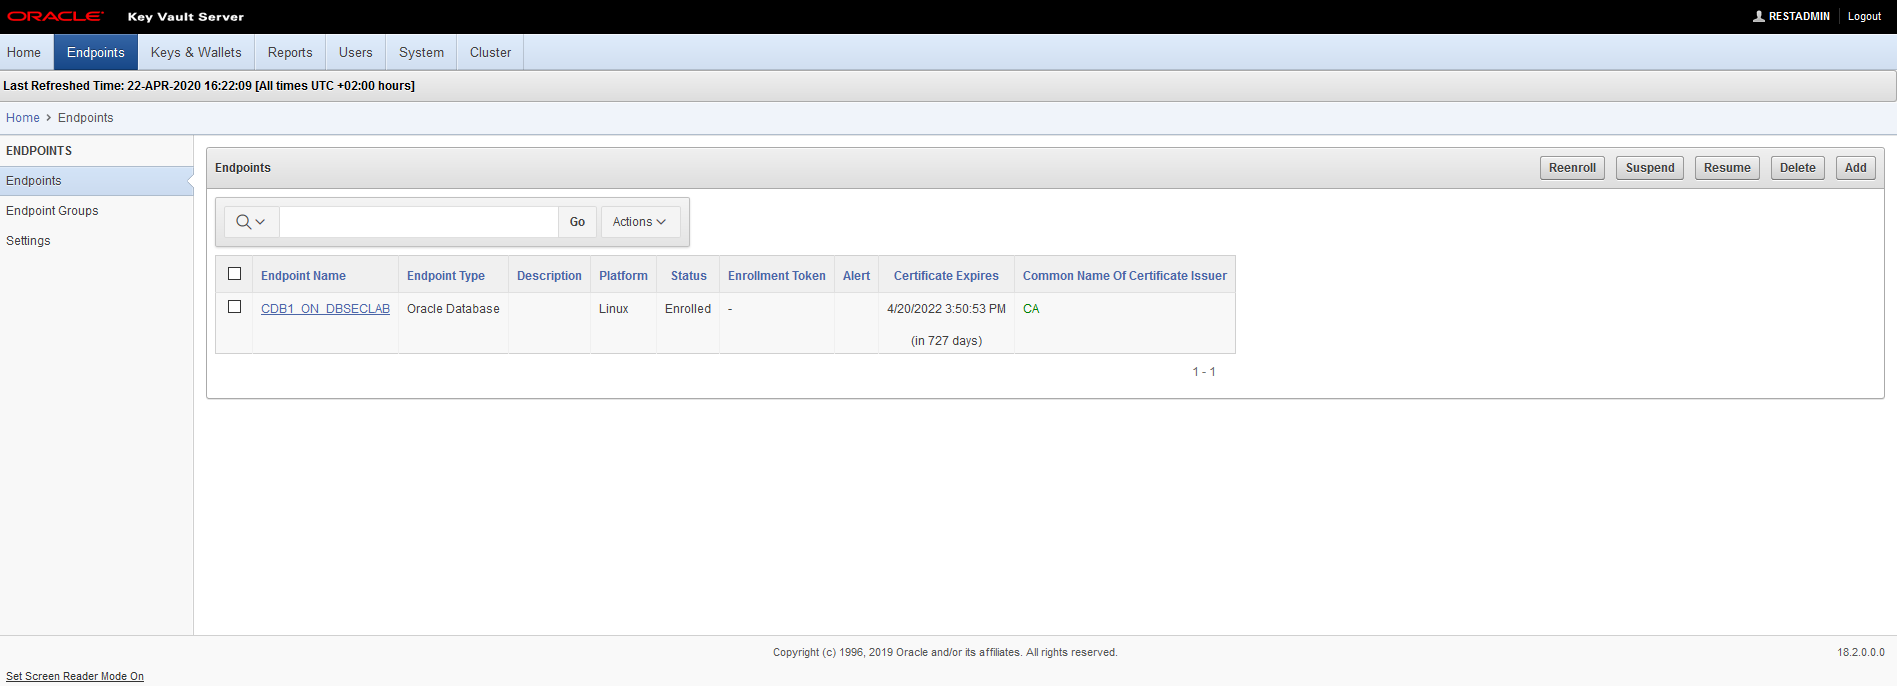 ORACLE Key Vault Server RESTADMIN Logout
Home Endpoints Keys & Wallets Reports Users System Cluster
Last Refreshed Time: 22-APR-2020 16:22:09 [All times UTC +02:00 hours]
Home > Endpoints
ENDPOINTS
Endpoints
Endpoint Groups
Settings
Endpoints Reenroll Suspend Resume Delete Add
Go Actions
Endpoint Name Endpoint Type Description Platform Status Enrollment Token Alert Certificate Expires Common Name Of Certificate Issuer
CDB1_ON_DBSECLAB Oracle Database Linux Enrolled - 4/20/2022 3:50:53 PM CA
(in 727 days)
1 - 1
Copyright (c) 1996, 2019 Oracle and/or its affiliates. All rights reserved. 18.2.0.0.0
Set Screen Reader Mode On